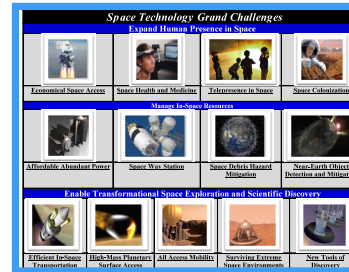 Space Technology Grand Challenges
Expand Human Presence in Space
Economical Space Access
Space Health and Medicine
Telepresence in Space
Space Colonization
Manage In-Space Resources
Affordable Abundant Power
Space Way Station
Space Debris Hazard
Mitigation
Near-Earth Object
Detection and Mitigat
Enable Transformational Space Exploration and Scientific Discovery
Efficient In-Space
Transportation
High-Mass Planetary
Surface Access
All Access Mobility
Surviving Extreme
Space Environments
New Tools of
Discovery